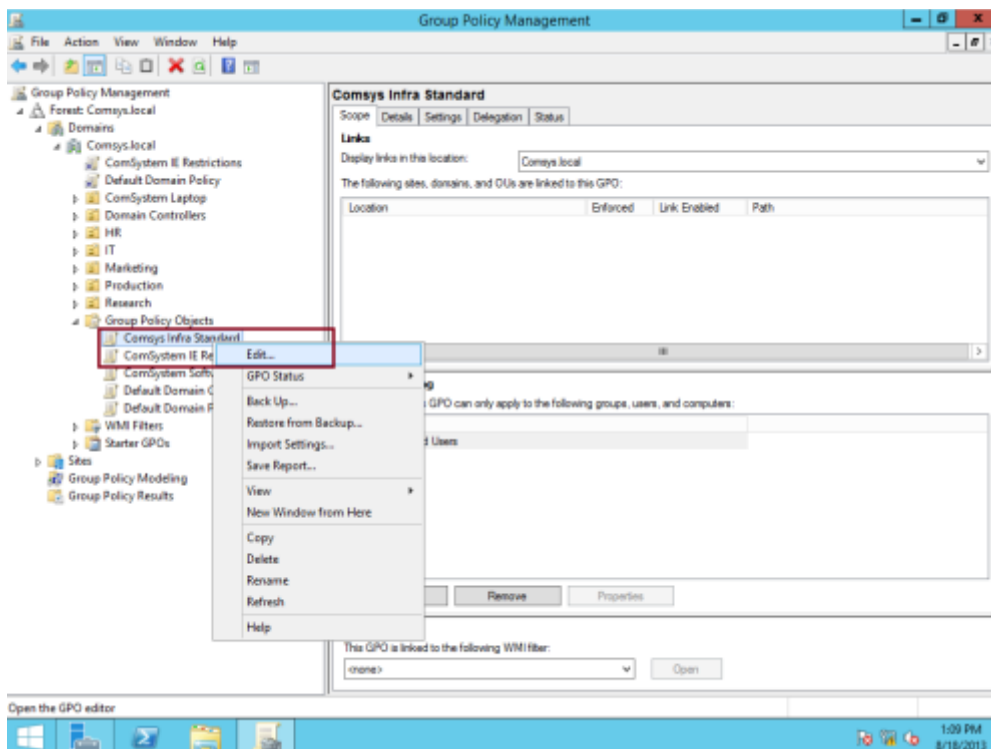 Group Policy Management
File Action View Window Help
Group Policy Management
Forest: Comsys.local
Domains
Comsys.local
ComSystem IE Restrictions
Default Domain Policy
ComSystem Laptop
Domain Controllers
HR
IT
Marketing
Production
Research
Group Policy Objects
Comsys Infra Standard
ComSystem IE Re
ComSystem Softw
Default Domain C
Default Domain P
WMI Filters
Starter GPOs
Sites
Group Policy Modeling
Group Policy Results
Edit...
GPO Status
Back Up...
Restore from Backup...
Import Settings...
Save Report...
View
New Window from Here
Copy
Delete
Rename
Refresh
Help
Comsys Infra Standard
Scope Details Settings Delegation Status
Links
Display links in this location: Comsys.local
The following sites, domains, and OUs are linked to this GPO:
Location Enforced Link Enabled Path
GPO can only apply to the following groups, users, and computers:
d Users
Remove Properties
This GPO is linked to the following WMI filter:
<none> Open
Open the GPO editor
1:09 PM
8/18/2013